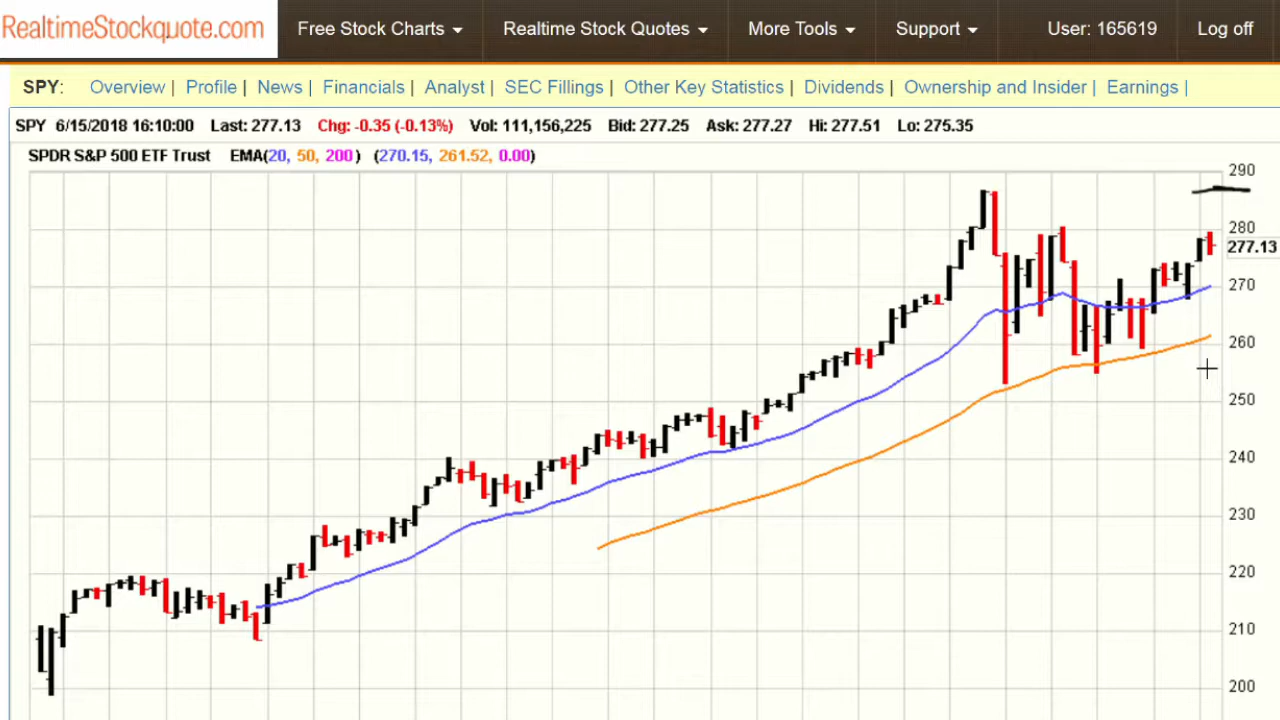 RealtimeStockquote.com Free Stock Charts Realtime Stock Quotes More Tools Support User: 165619 Log off
SPY: Overview | Profile | News | Financials | Analyst | SEC Fillings | Other Key Statistics | Dividends | Ownership and Insider | Earnings |
SPY 6/15/2018 16:10:00 Last: 277.13 Chg: -0.35 (-0.13%) Vol: 111,156,225 Bid: 277.25 Ask: 277.27 Hi: 277.51 Lo: 275.35
SPDR S&P 500 ETF Trust EMA(20, 50, 200 ) (270.15, 261.52, 0.00)
290
280
277.13
270
260
250
240
230
220
210
200